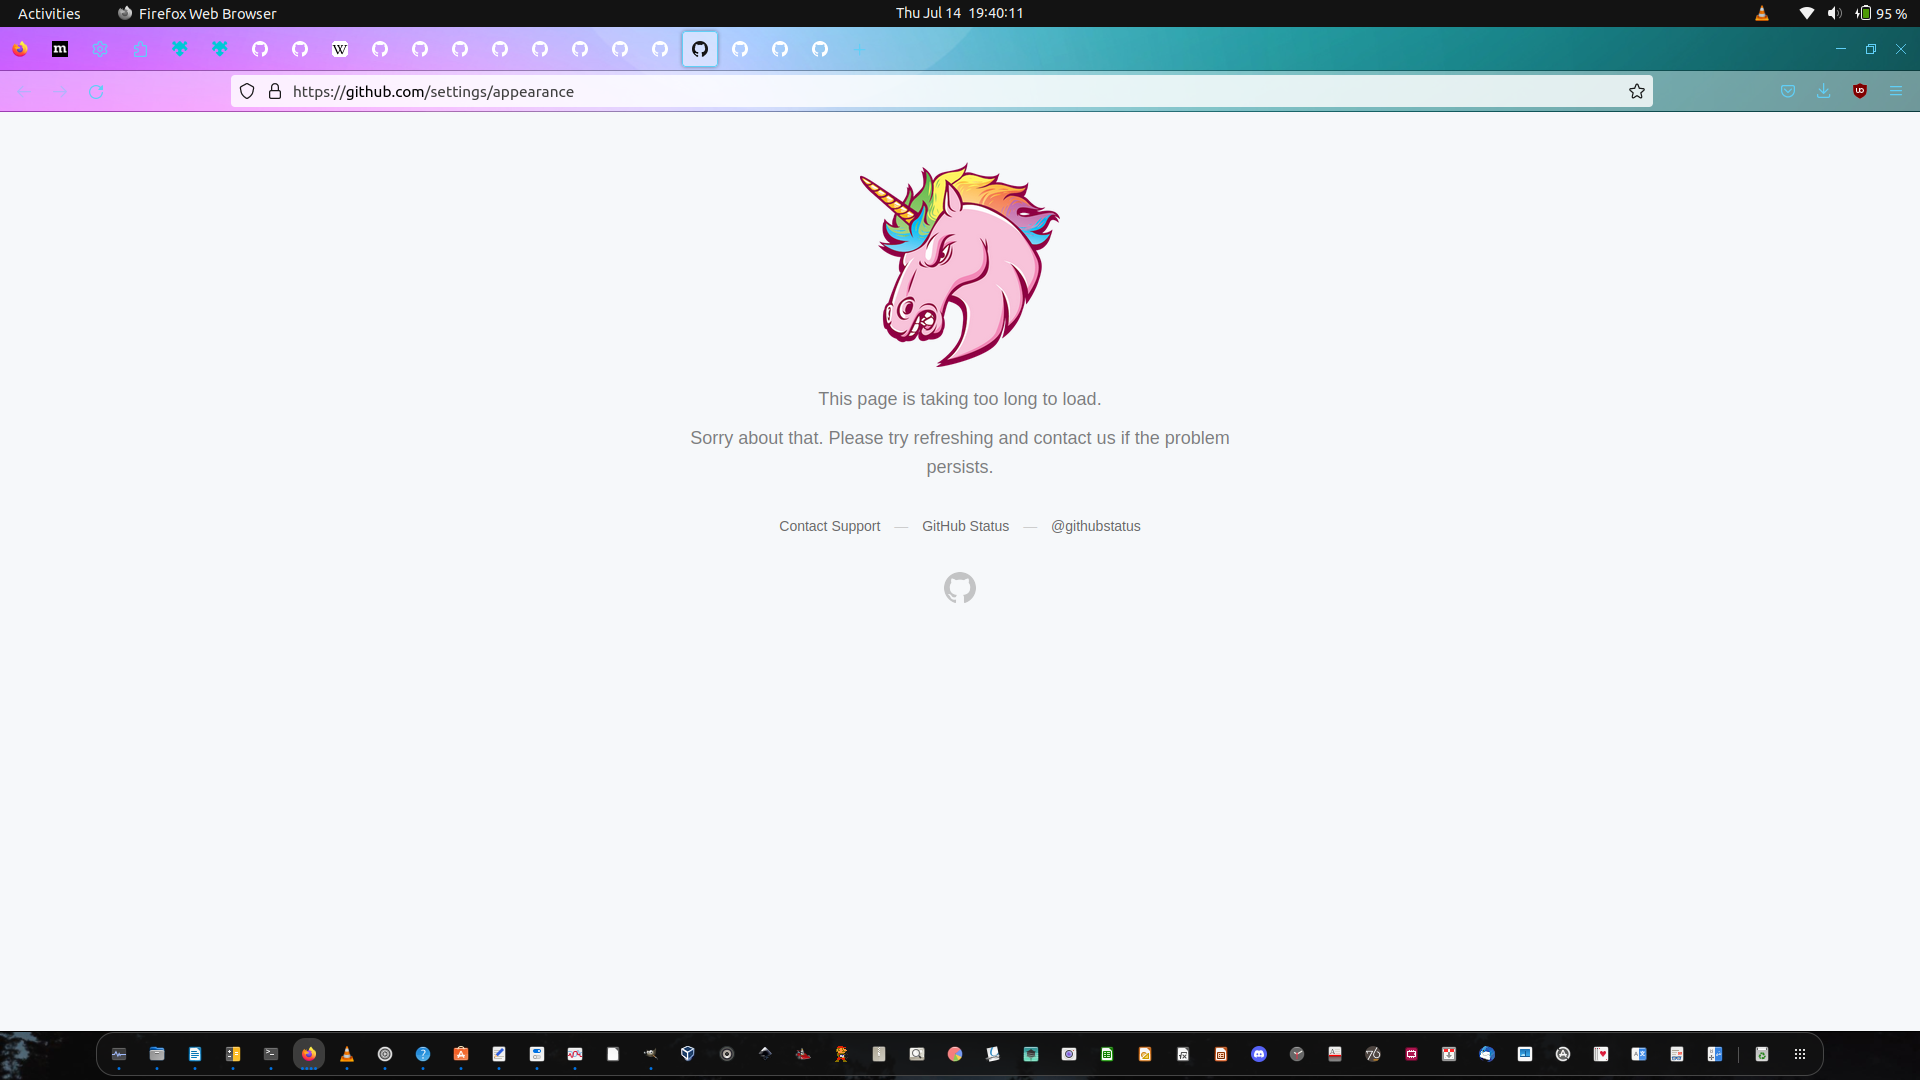 Activities
Firefox Web Browser
Thu Jul 14 19:40:11
95 %
m
W
https://github.com/settings/appearance
This page is taking too long to load.
Sorry about that. Please try refreshing and contact us if the problem
persists.
Contact Support — GitHub Status — @githubstatus